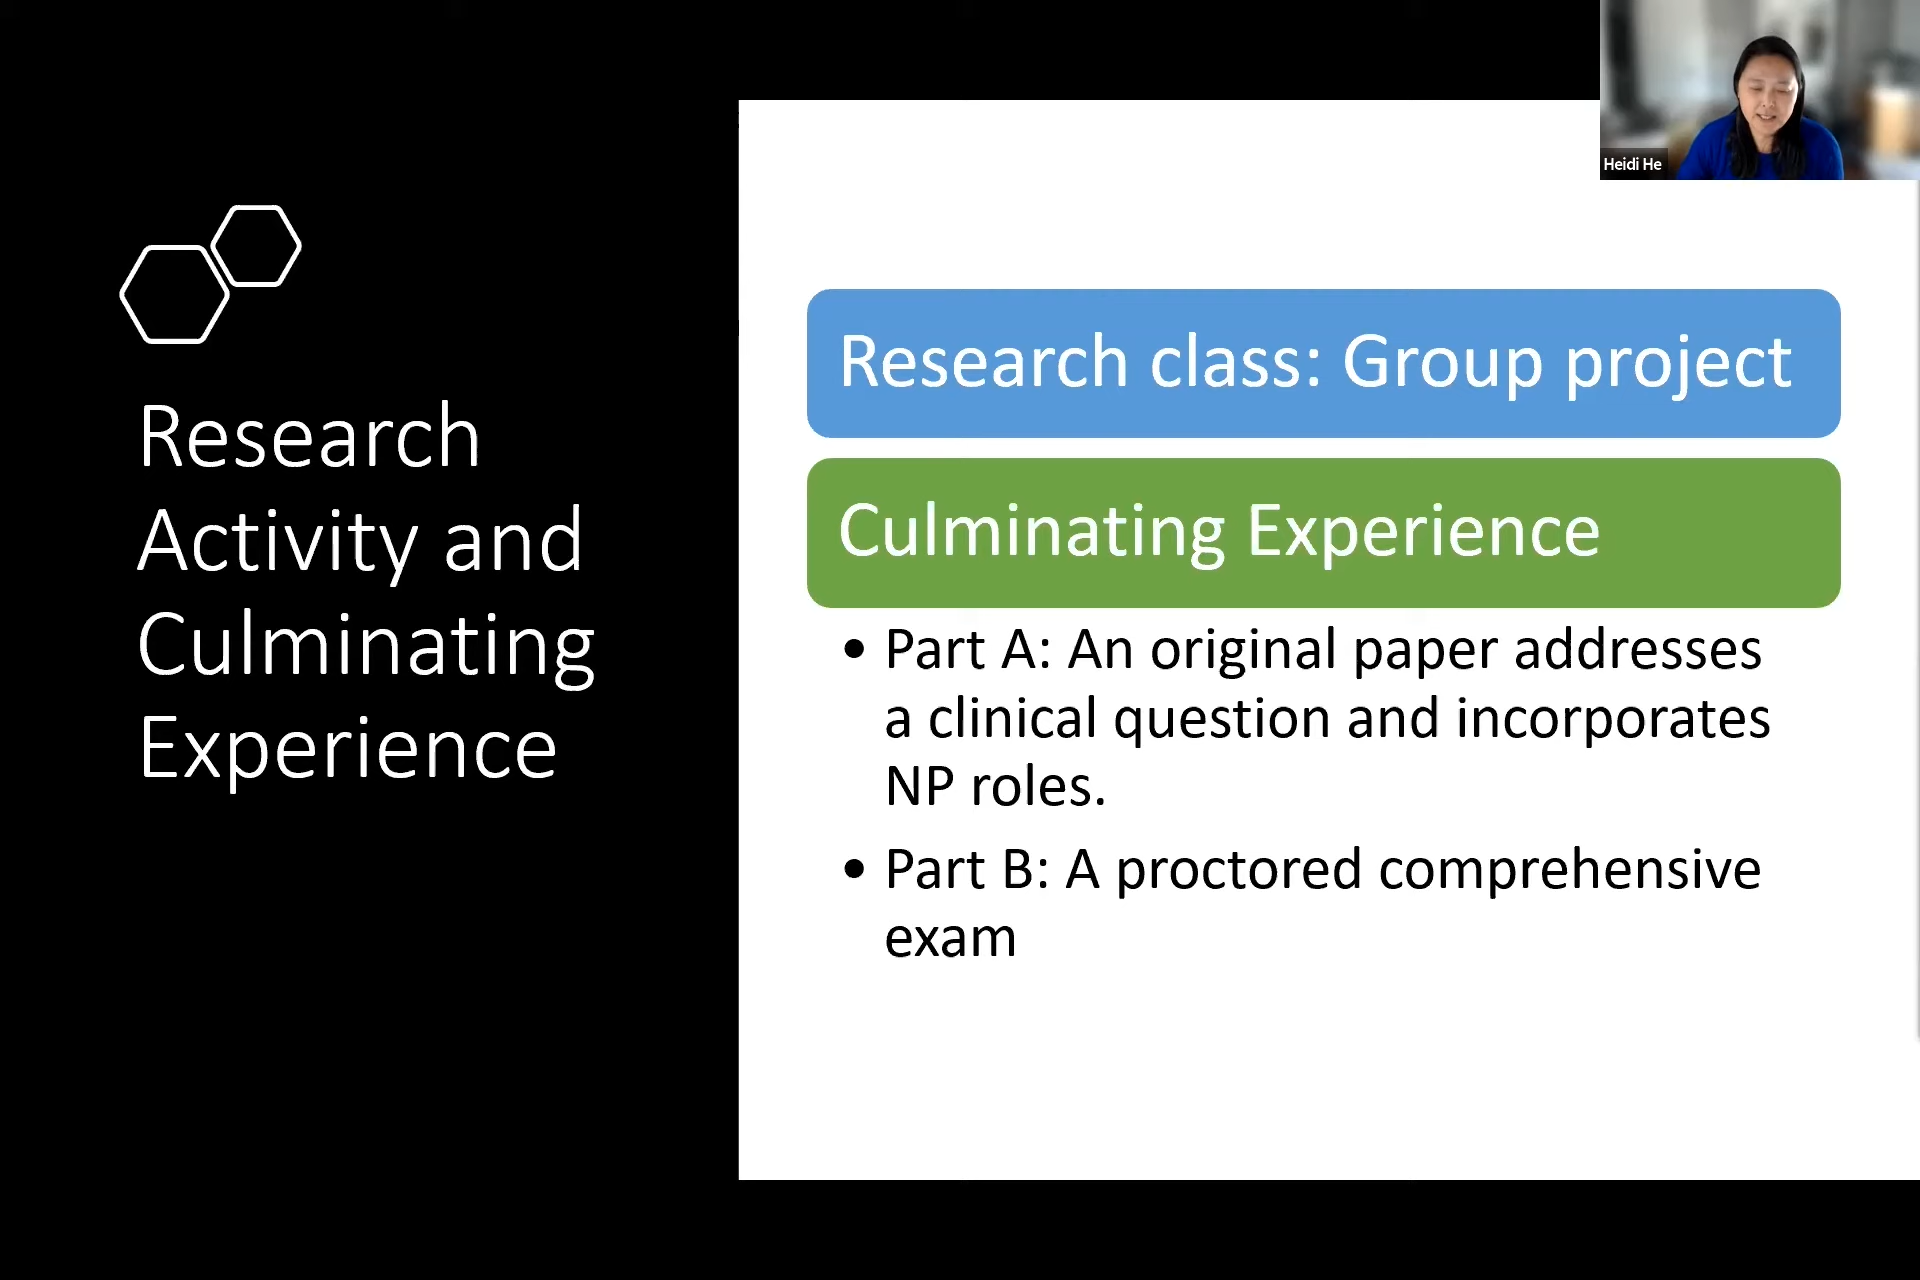 Heidi He
Research
Activity and
Culminating
Experience
Research class: Group project
Culminating Experience
• Part A: An original paper addresses
a clinical question and incorporates
NP roles.
• Part B: A proctored comprehensive
exam